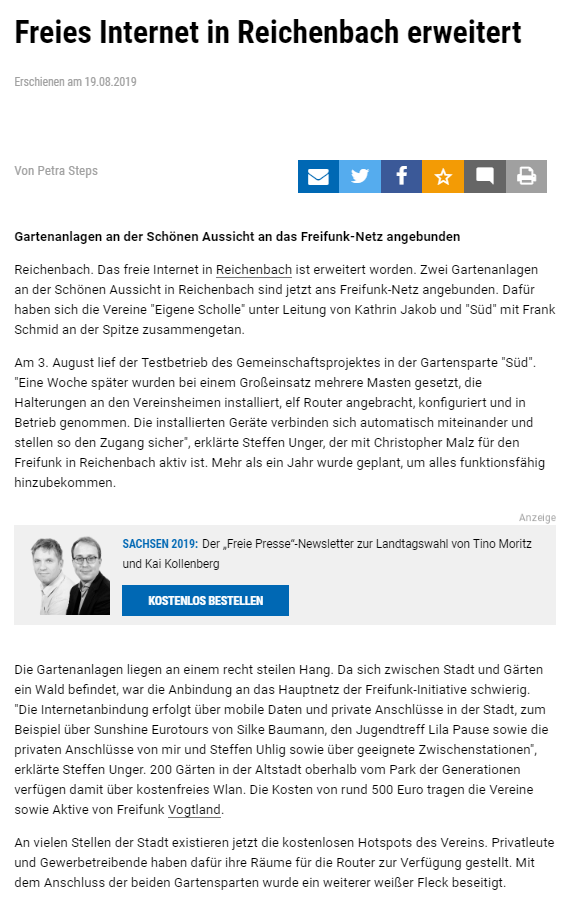 Freies Internet in Reichenbach erweitert
Erschienen am 19.08.2019
Von Petra Steps
Gartenanlagen an der Schönen Aussicht an das Freifunk-Netz angebunden
Reichenbach. Das freie Internet in Reichenbach ist erweitert worden. Zwei Gartenanlagen
an der Schönen Aussicht in Reichenbach sind jetzt ans Freifunk-Netz angebunden. Dafür
haben sich die Vereine "Eigene Scholle" unter Leitung von Kathrin Jakob und "Süd" mit Frank
Schmid an der Spitze zusammengetan.
Am 3. August lief der Testbetrieb des Gemeinschaftsprojektes in der Gartensparte "Süd".
"Eine Woche später wurden bei einem Großeinsatz mehrere Masten gesetzt, die
Halterungen an den Vereinsheimen installiert, elf Router angebracht, konfiguriert und in
Betrieb genommen. Die installierten Geräte verbinden sich automatisch miteinander und
stellen so den Zugang sicher", erklärte Steffen Unger, der mit Christopher Malz für den
Freifunk in Reichenbach aktiv ist. Mehr als ein Jahr wurde geplant, um alles funktionsfähig
hinzubekommen.
Anzeige
SACHSEN 2019: Der „Freie Presse“-Newsletter zur Landtagswahl von Tino Moritz
und Kai Kollenberg
KOSTENLOS BESTELLEN
Die Gartenanlagen liegen an einem recht steilen Hang. Da sich zwischen Stadt und Gärten
ein Wald befindet, war die Anbindung an das Hauptnetz der Freifunk-Initiative schwierig.
"Die Internetanbindung erfolgt über mobile Daten und private Anschlüsse in der Stadt, zum
Beispiel über Sunshine Eurotours von Silke Baumann, den Jugendtreff Lila Pause sowie die
privaten Anschlüsse von mir und Steffen Uhlig sowie über geeignete Zwischenstationen",
erklärte Steffen Unger. 200 Gärten in der Altstadt oberhalb vom Park der Generationen
verfügen damit über kostenfreies Wlan. Die Kosten von rund 500 Euro tragen die Vereine
sowie Aktive von Freifunk Vogtland.
An vielen Stellen der Stadt existieren jetzt die kostenlosen Hotspots des Vereins. Privatleute
und Gewerbetreibende haben dafür ihre Räume für die Router zur Verfügung gestellt. Mit
dem Anschluss der beiden Gartensparten wurde ein weiterer weißer Fleck beseitigt.